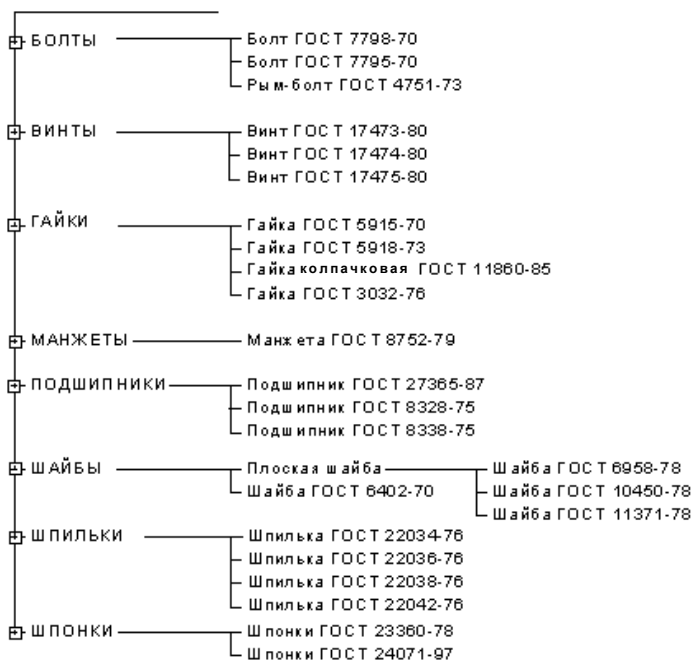 БОЛТЫ Болт ГОСТ 7798-70
Болт ГОСТ 7795-70
Рым-болт ГОСТ 4751-73
ВИНТЫ Винт ГОСТ 17473-80
Винт ГОСТ 17474-80
Винт ГОСТ 17475-80
ГАЙКИ Гайка ГОСТ 5915-70
Гайка ГОСТ 5918-73
Гайка колпачковая ГОСТ 11860-85
Гайка ГОСТ 3032-76
МАНЖЕТЫ Манжета ГОСТ 8752-79
ПОДШИПНИКИ Подшипник ГОСТ 27365-87
Подшипник ГОСТ 8328-75
Подшипник ГОСТ 8338-75
ШАЙБЫ Плоская шайба Шайба ГОСТ 6958-78
Шайба ГОСТ 6402-70 Шайба ГОСТ 10450-78
Шайба ГОСТ 11371-78
ШПИЛЬКИ Шпилька ГОСТ 22034-76
Шпилька ГОСТ 22036-76
Шпилька ГОСТ 22038-76
Шпилька ГОСТ 22042-76
ШПОНКИ Шпонки ГОСТ 23360-78
Шпонки ГОСТ 24071-97